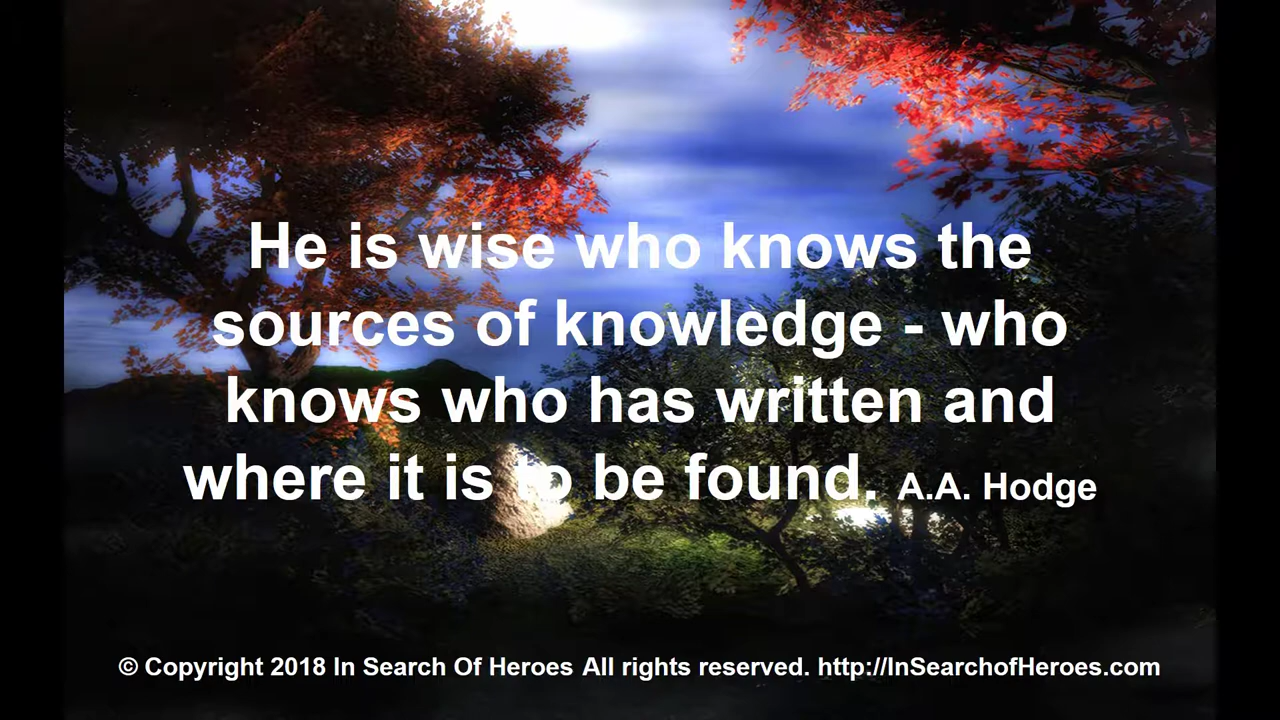 He is wise who knows the
sources of knowledge - who
knows who has written and
where it is to be found. A.A. Hodge
© Copyright 2018 In Search Of Heroes All rights reserved. http://InSearchofHeroes.com